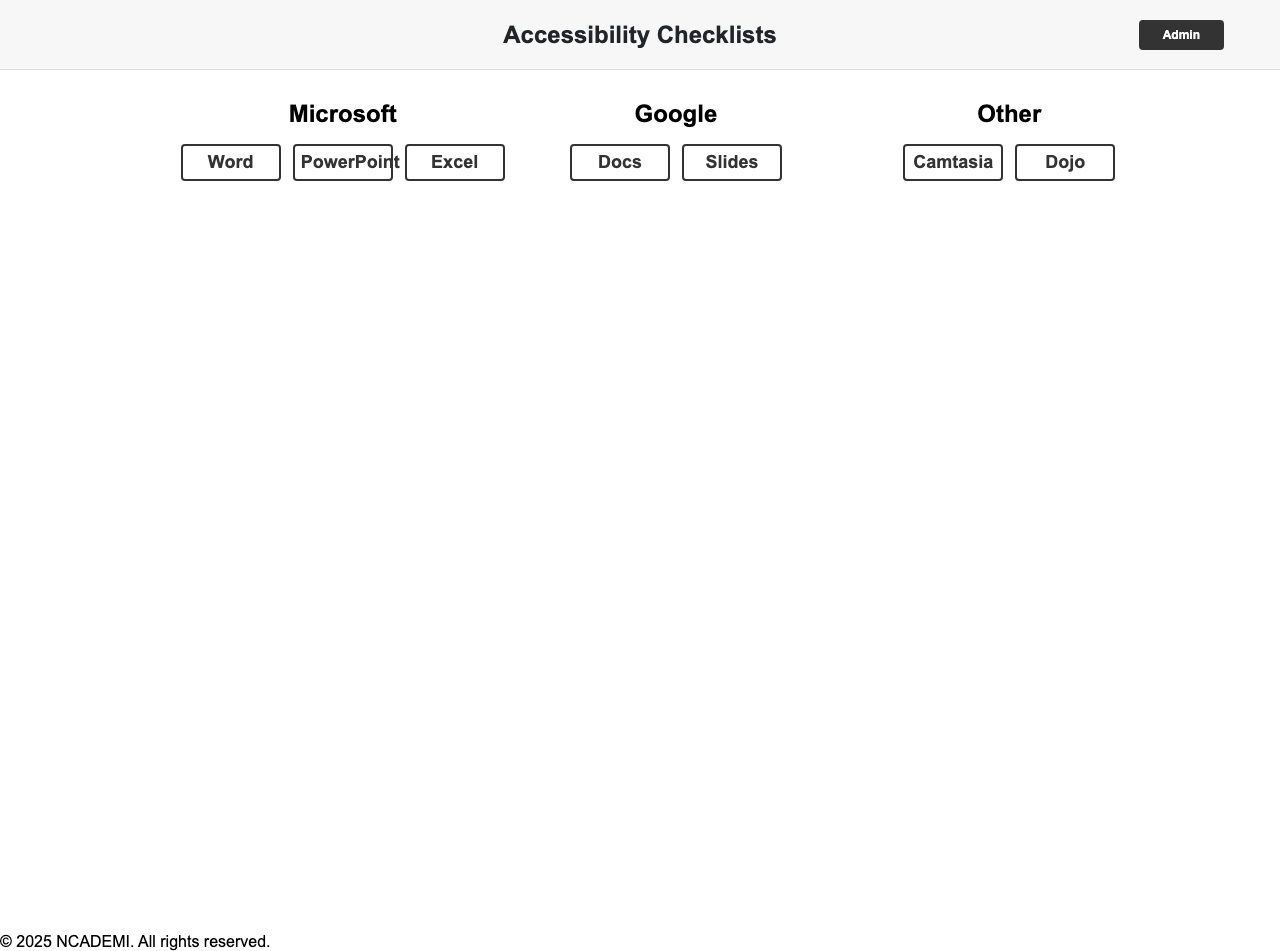 Accessibility Checklists
Admin
Microsoft
Word
PowerPoint
Excel
Google
Docs
Slides
Other
Camtasia
Dojo
© 2025 NCADEMI. All rights reserved.